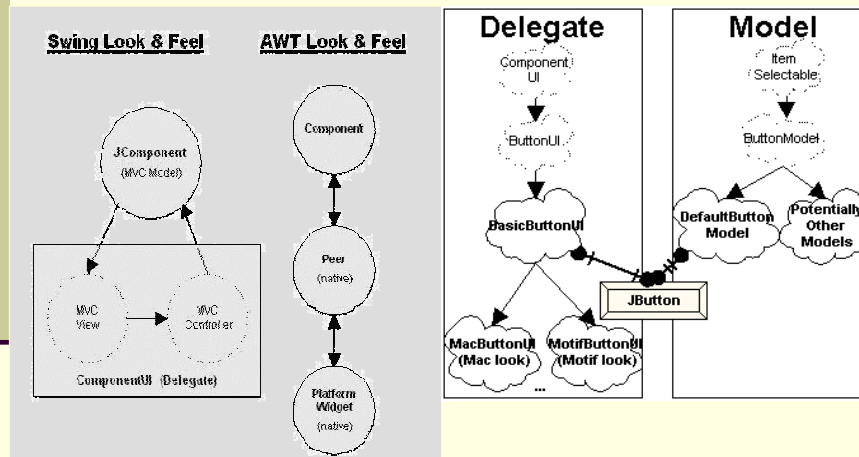 Swing Look & Feel
JComponent
(MVC Model)
MVC
View
MVC
Controller
ComponentUI (Delegate)
AWT Look & Feel
Component
Peer
(native)
Platform
Widget
(native)
Delegate
Component
UI
ButtonUI
BasicButtonUI
MacButtonUI
(Mac look)
...
MotifButtonUI
(Motif look)
Model
Item
Selectable
ButtonModel
DefaultButton
Model
Potentially
Other
Models
JButton